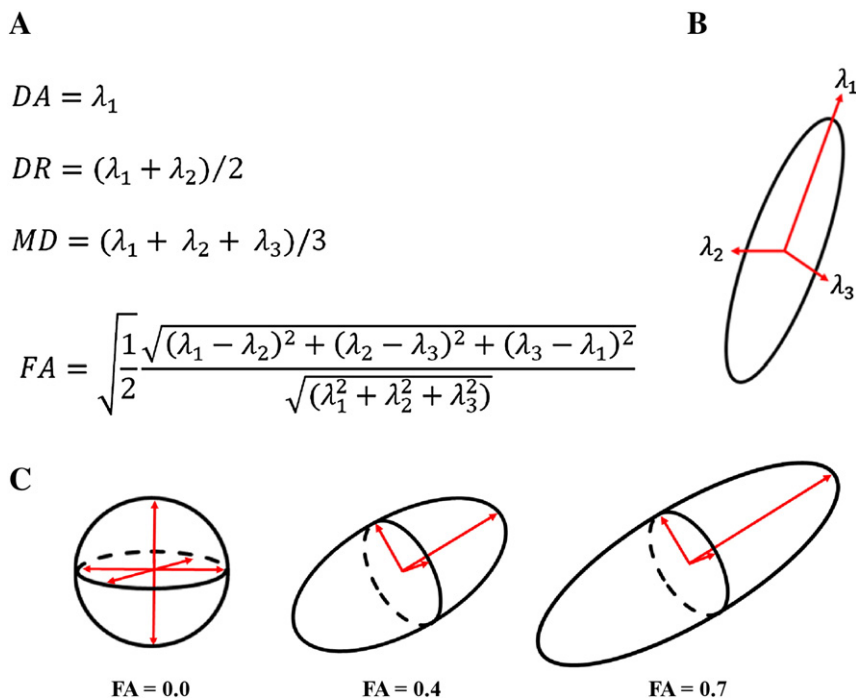 A
B
DA = λ₁
DR = (λ₁ + λ₂)/2
MD = (λ₁ + λ₂ + λ₃)/3
FA = √(1/2) √((λ₁ − λ₂)² + (λ₂ − λ₃)² + (λ₃ − λ₁)²) / √((λ₁² + λ₂² + λ₃²))
λ₁
λ₂
λ₃
C
FA = 0.0
FA = 0.4
FA = 0.7